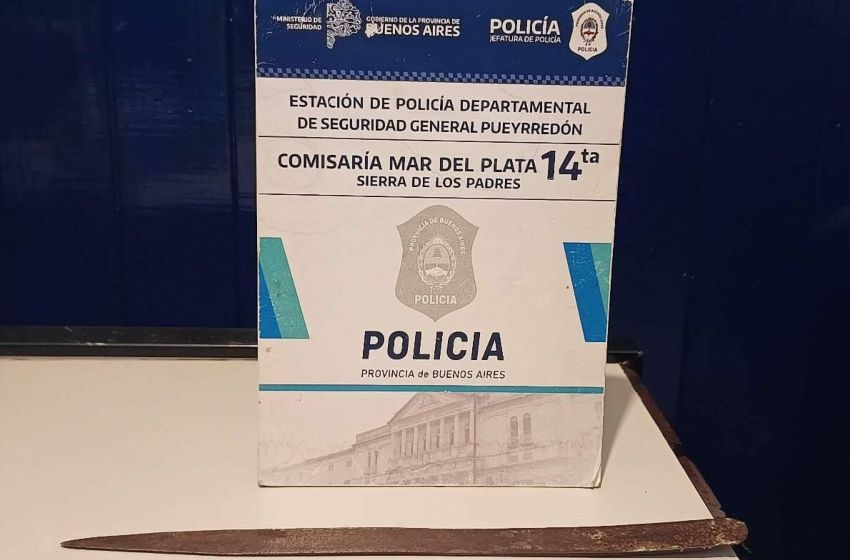 MINISTERIO DE
SEGURIDAD
GOBIERNO DE LA PROVINCIA DE
BUENOS AIRES
POLICÍA
JEFATURA DE POLICÍA
ESTACIÓN DE POLICÍA DEPARTAMENTAL
DE SEGURIDAD GENERAL PUEYRREDÓN
COMISARÍA MAR DEL PLATA 14ta
SIERRA DE LOS PADRES
PROVINCIA DE BUENOS AIRES
POLICIA
POLICIA
PROVINCIA de BUENOS AIRES